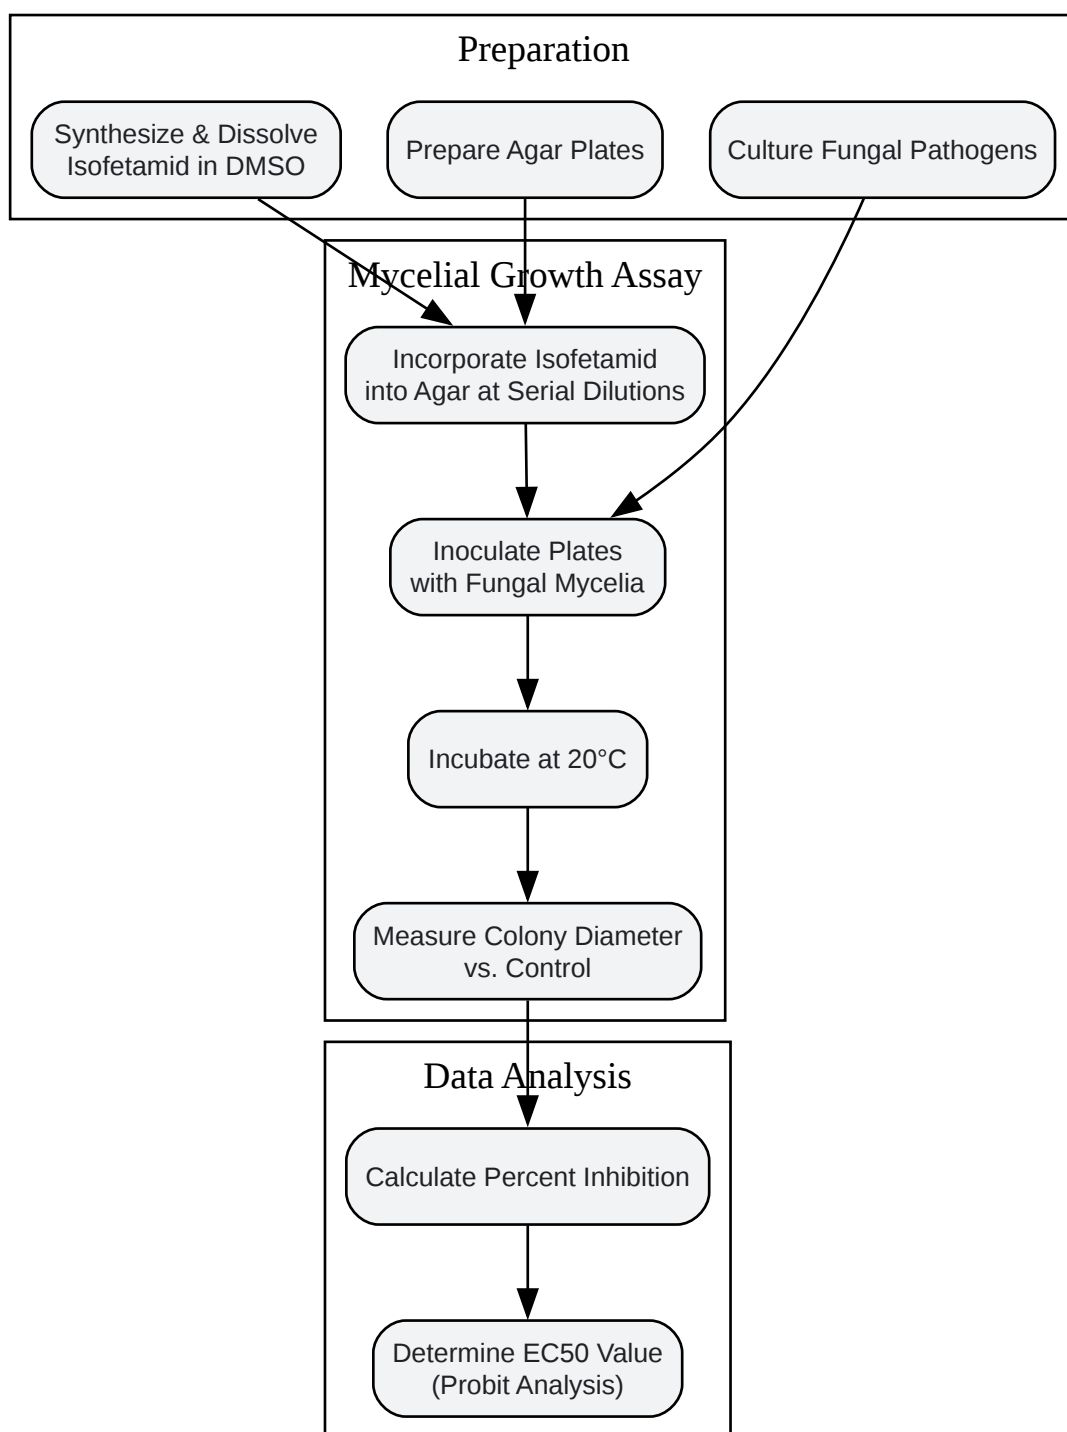 Preparation
Synthesize & Dissolve
Isofetamid in DMSO
Prepare Agar Plates
Culture Fungal Pathogens
Mycelial Growth Assay
Incorporate Isofetamid
into Agar at Serial Dilutions
Inoculate Plates
with Fungal Mycelia
Incubate at 20°C
Measure Colony Diameter
vs. Control
Data Analysis
Calculate Percent Inhibition
Determine EC50 Value
(Probit Analysis)